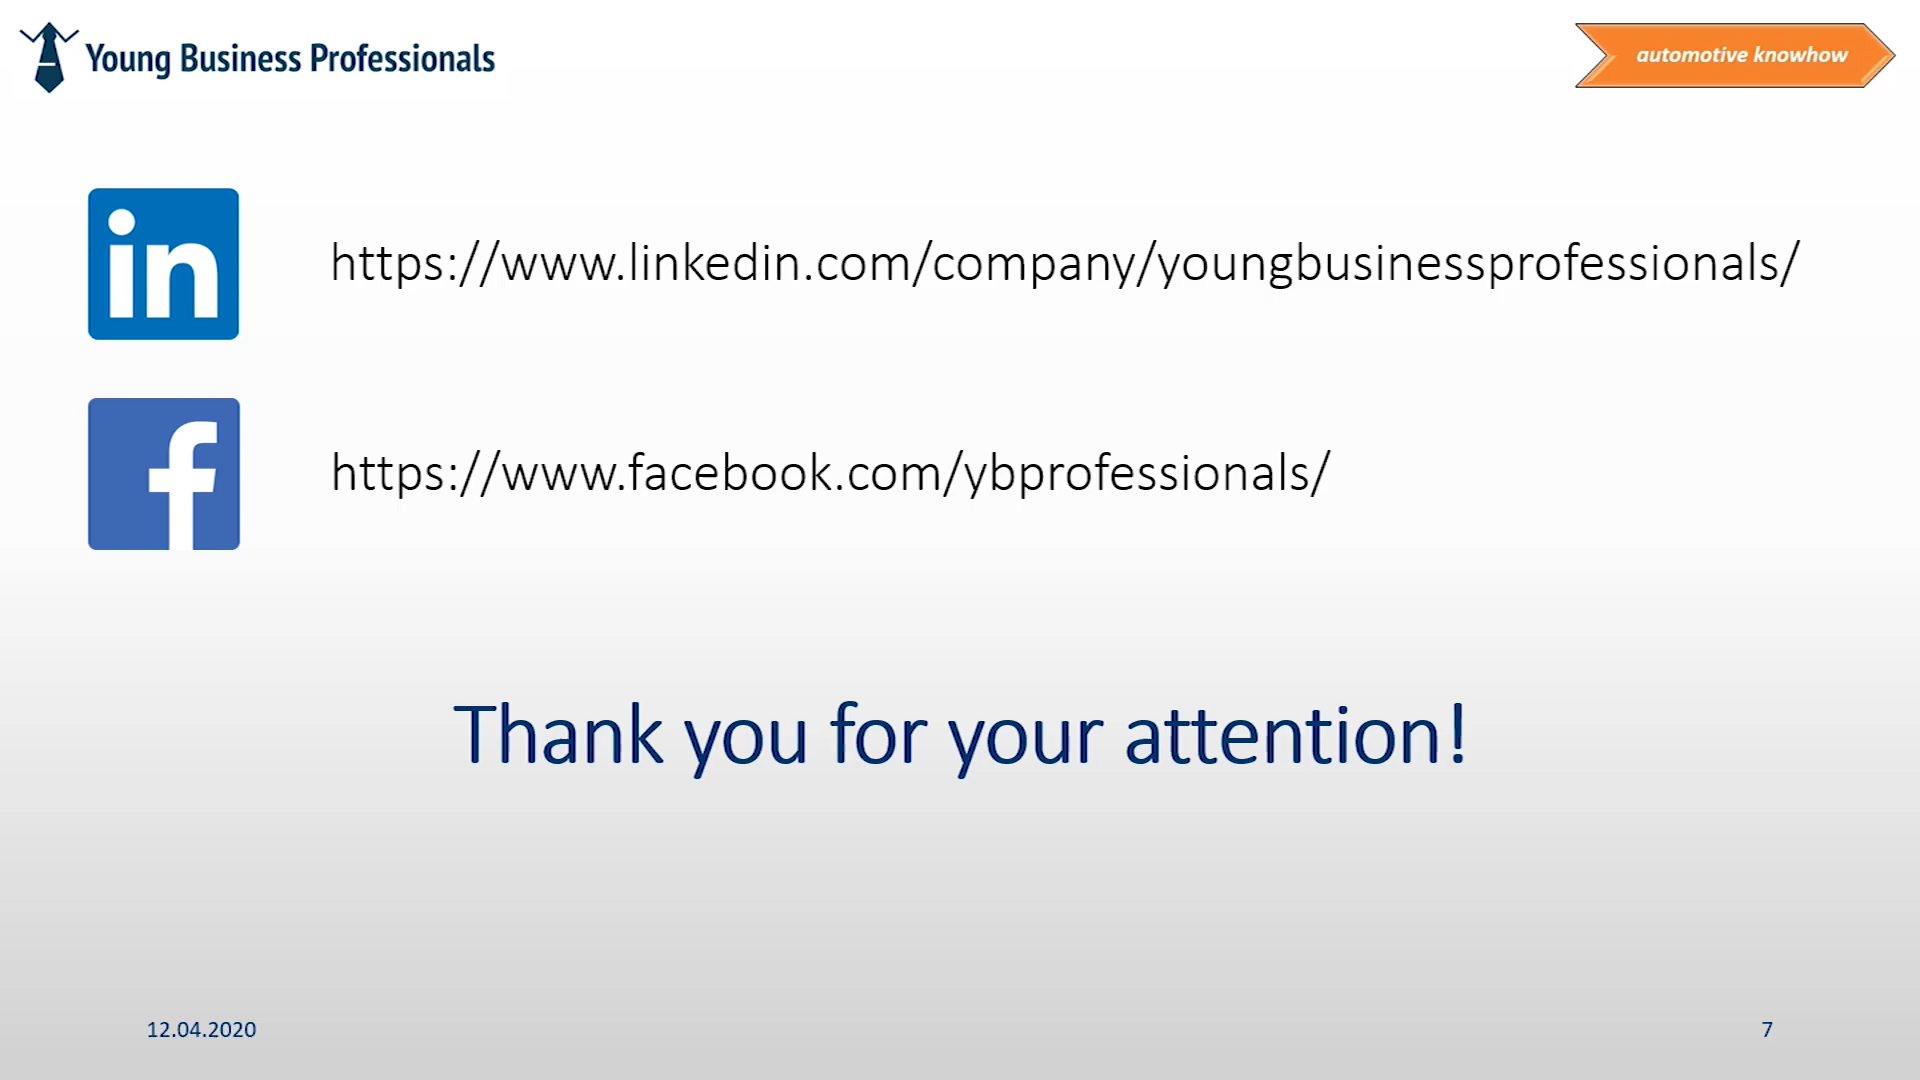 Young Business Professionals
automotive knowhow
in
https://www.linkedin.com/company/youngbusinessprofessionals/
f
https://www.facebook.com/ybprofessionals/
Thank you for your attention!
12.04.2020
7